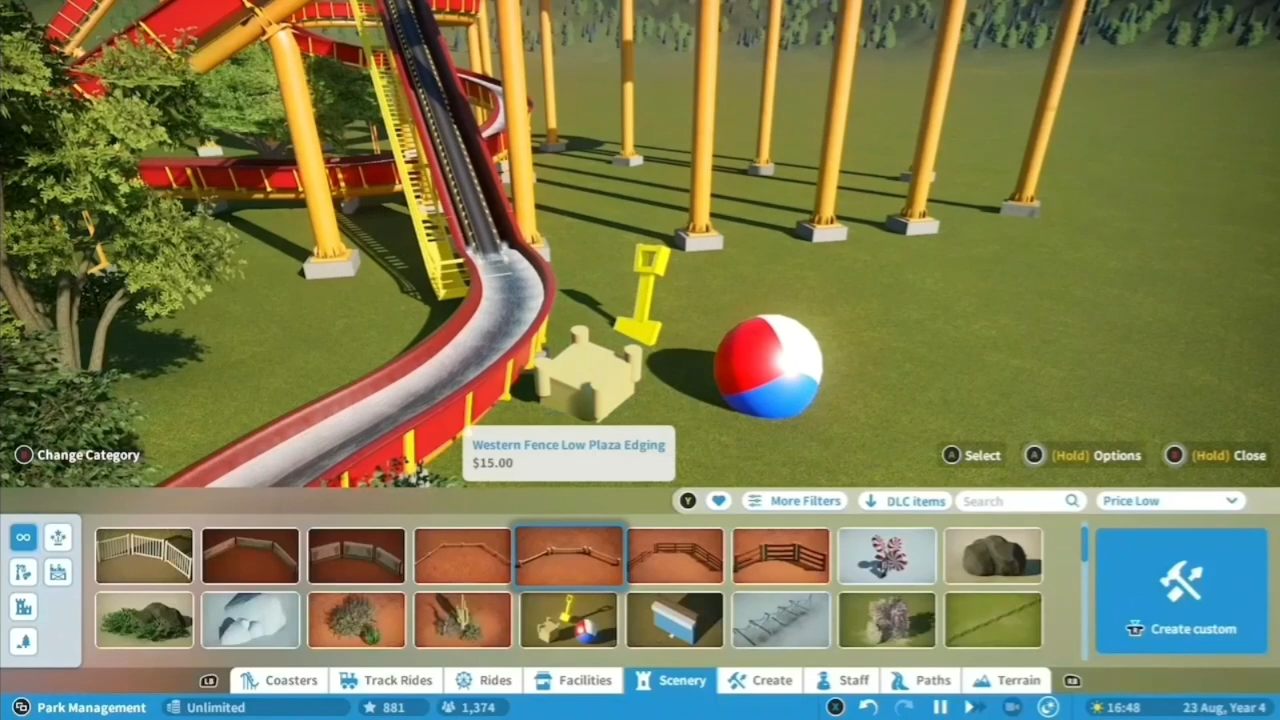 Western Fence Low Plaza Edging
$15.00
B Change Category
A Select
A (Hold) Options
B (Hold) Close
Y
More Filters
DLC items
Search
Price Low
Create custom
LB
Coasters
Track Rides
Rides
Facilities
Scenery
Create
Staff
Paths
Terrain
RB
Park Management
Unlimited
881
1,374
X
16:48
23 Aug, Year 4